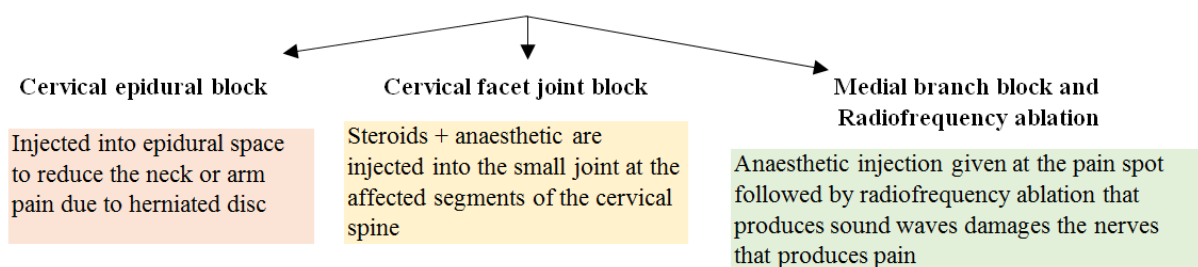 Cervical epidural block
Injected into epidural space
to reduce the neck or arm
pain due to herniated disc
Cervical facet joint block
Steroids + anaesthetic are
injected into the small joint at the
affected segments of the cervical
spine
Medial branch block and
Radiofrequency ablation
Anaesthetic injection given at the pain spot
followed by radiofrequency ablation that
produces sound waves damages the nerves
that produces pain